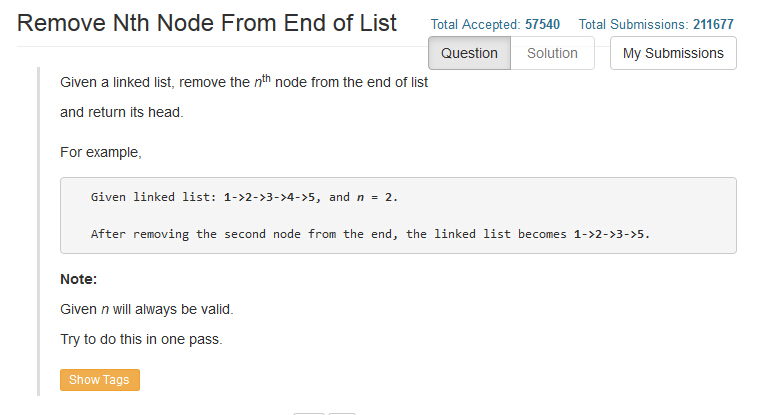 Remove Nth Node From End of List
Total Accepted: 57540 Total Submissions: 211677
Question Solution My Submissions
Given a linked list, remove the nth node from the end of list
and return its head.
For example,
Given linked list: 1->2->3->4->5, and n = 2.
After removing the second node from the end, the linked list becomes 1->2->3->5.
Note:
Given n will always be valid.
Try to do this in one pass.
Show Tags